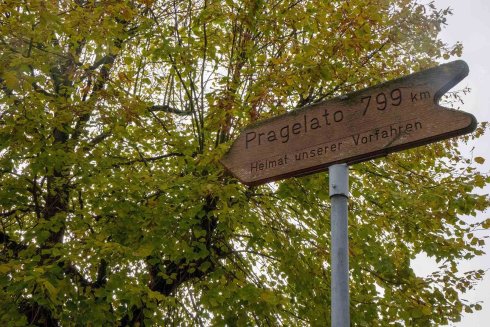 Pragelato 799 km
Heimat unserer Vorfahren